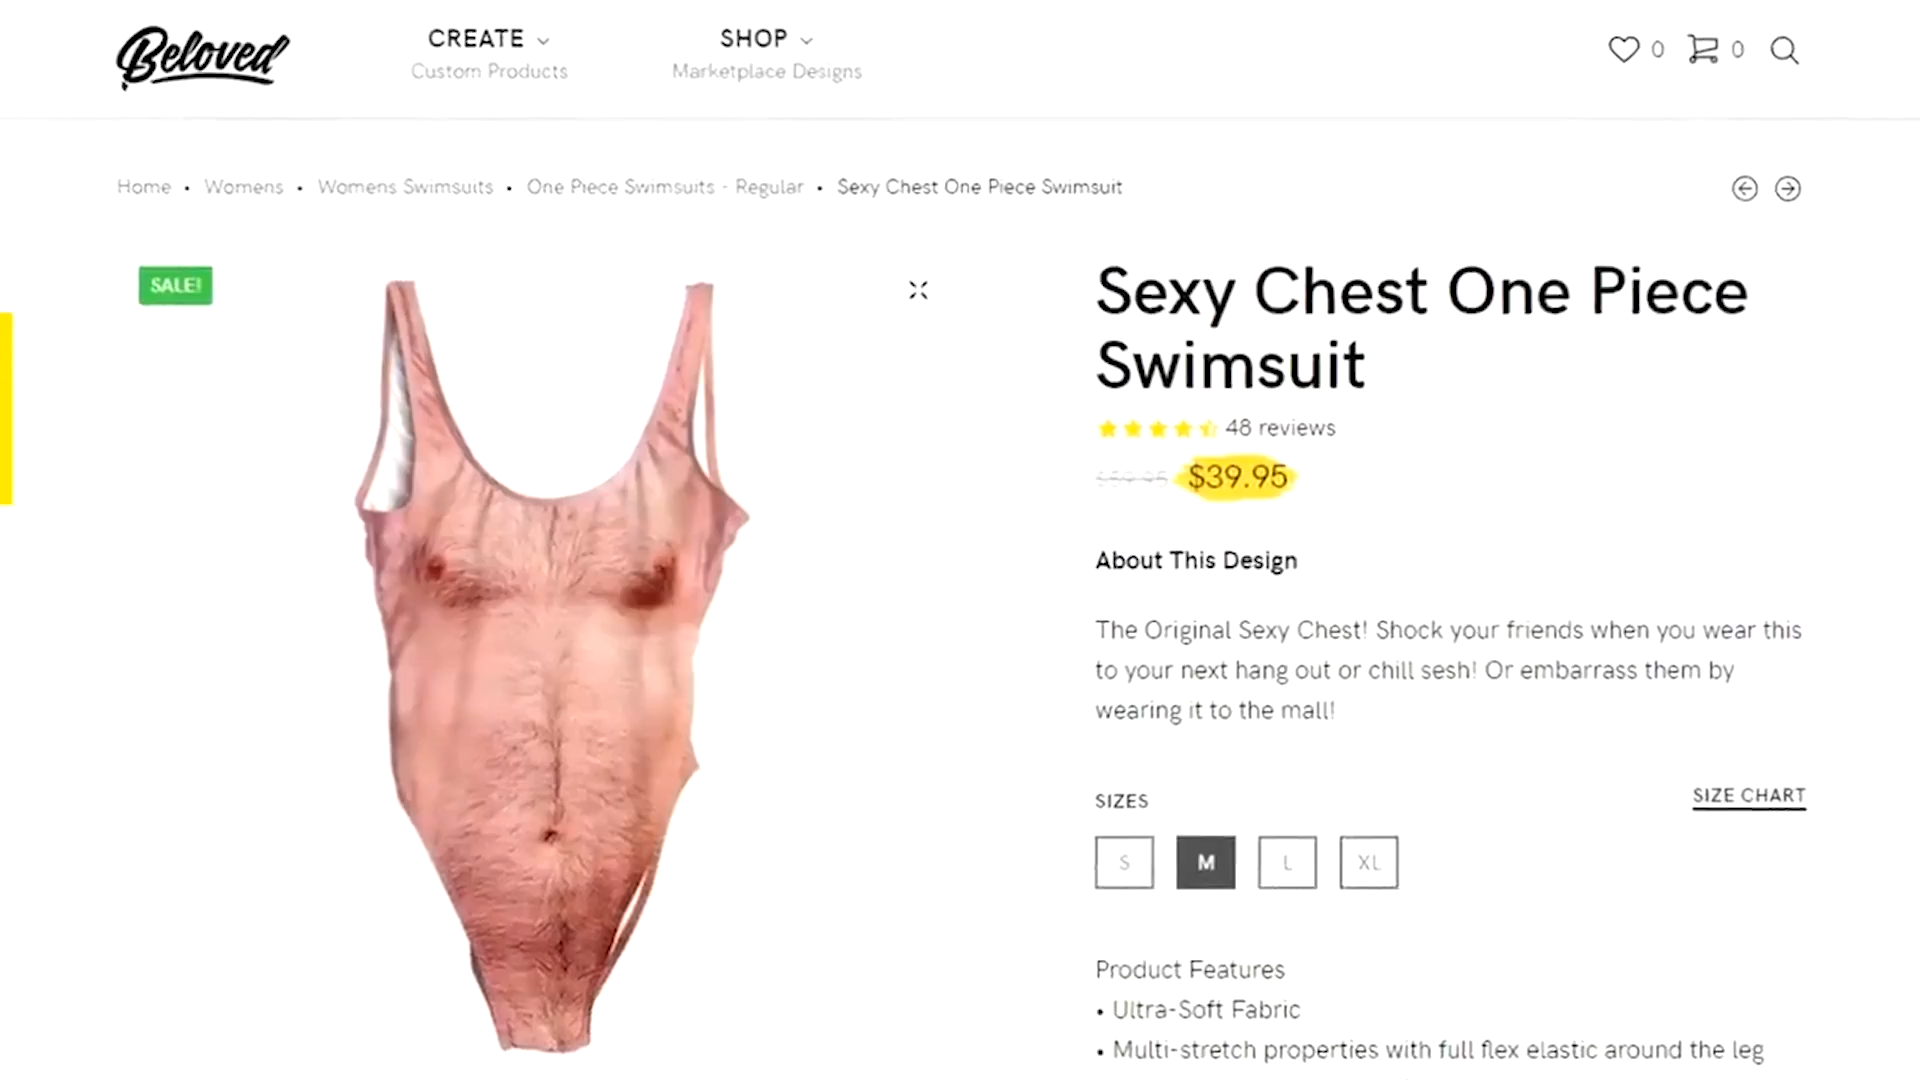 Beloved
CREATE
Custom Products
SHOP
Marketplace Designs
0
0
Home • Womens • Womens Swimsuits • One Piece Swimsuits - Regular • Sexy Chest One Piece Swimsuit
SALE!
Sexy Chest One Piece
Swimsuit
48 reviews
$59.95 $39.95
About This Design
The Original Sexy Chest! Shock your friends when you wear this
to your next hang out or chill sesh! Or embarrass them by
wearing it to the mall!
SIZES
SIZE CHART
S M L XL
Product Features
• Ultra-Soft Fabric
• Multi-stretch properties with full flex elastic around the leg